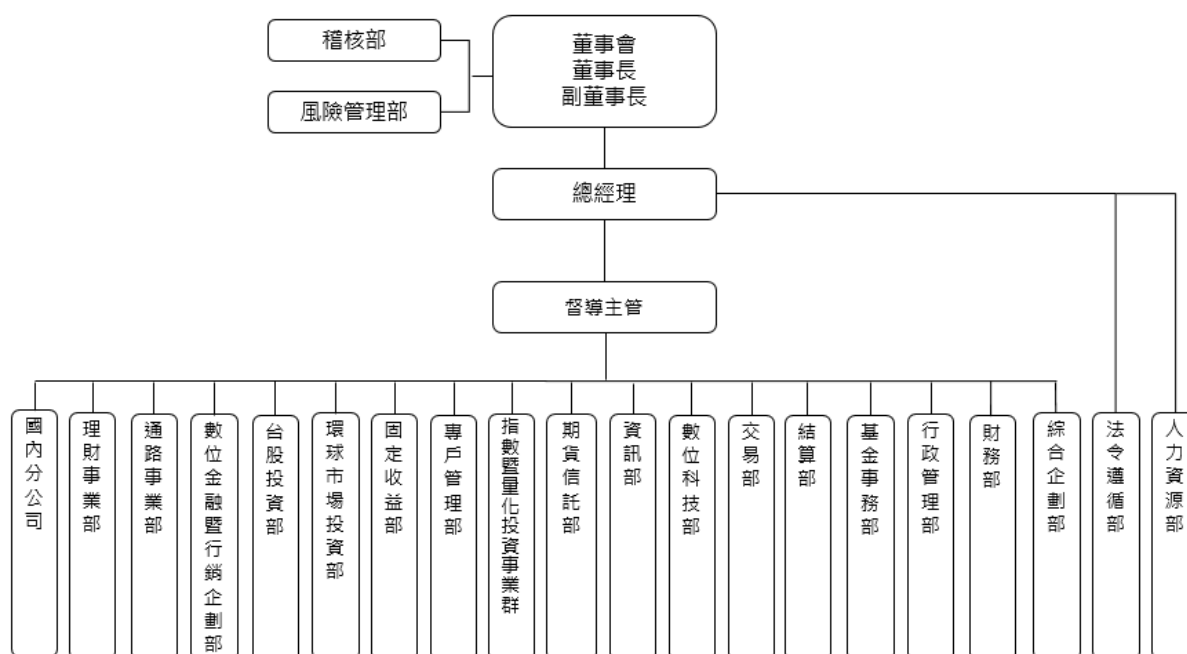 稽核部
風險管理部
董事會
董事長
副董事長
總經理
督導主管
國內分公司
理財事業部
通路事業部
數位金融暨行銷企劃部
台股投資部
環球市場投資部
固定收益部
專戶管理部
指數暨量化投資事業群
期貨信託部
資訊部
數位科技部
交易部
結算部
基金事務部
行政管理部
財務部
綜合企劃部
法令遵循部
人力資源部